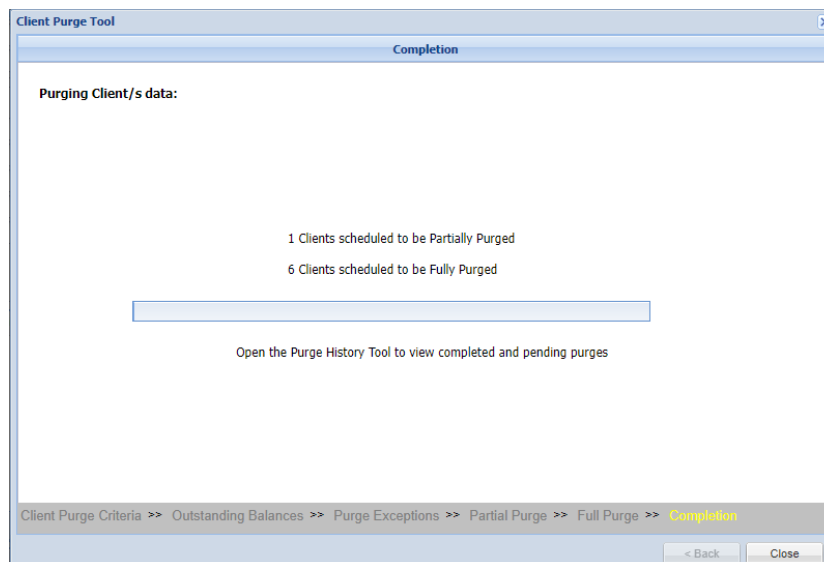 Client Purge Tool
Completion
Purging Client/s data:
1 Clients scheduled to be Partially Purged
6 Clients scheduled to be Fully Purged
Open the Purge History Tool to view completed and pending purges
Client Purge Criteria >> Outstanding Balances >> Purge Exceptions >> Partial Purge >> Full Purge >> Completion
< Back Close